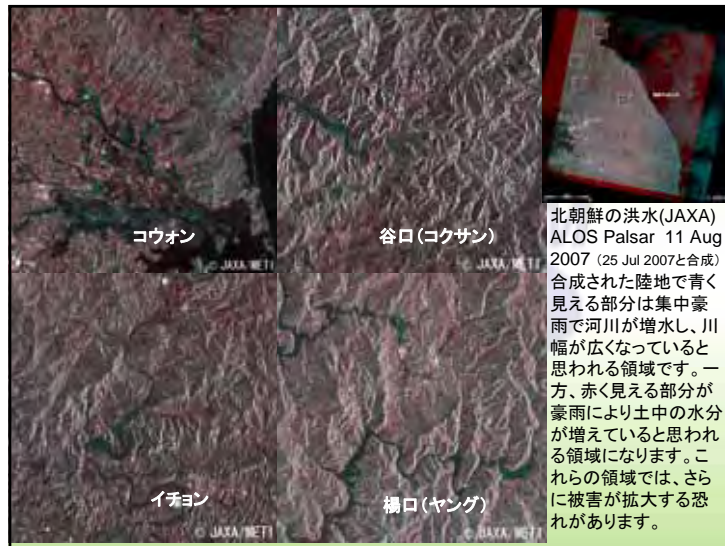 コウォン
© JAXA/METI
谷口(コクサン)
© JAXA/METI
イチョン
© JAXA/METI
楊口(ヤング)
© JAXA/METI
北朝鮮の洪水(JAXA)
ALOS Palsar 11 Aug
2007 (25 Jul 2007と合成)
合成された陸地で青く
見える部分は集中豪
雨で河川が増水し、川
幅が広くなっていると
思われる領域です。一
方、赤く見える部分が
豪雨により土中の水分
が増えていると思われ
る領域になります。こ
れらの領域では、さら
に被害が拡大する恐
れがあります。